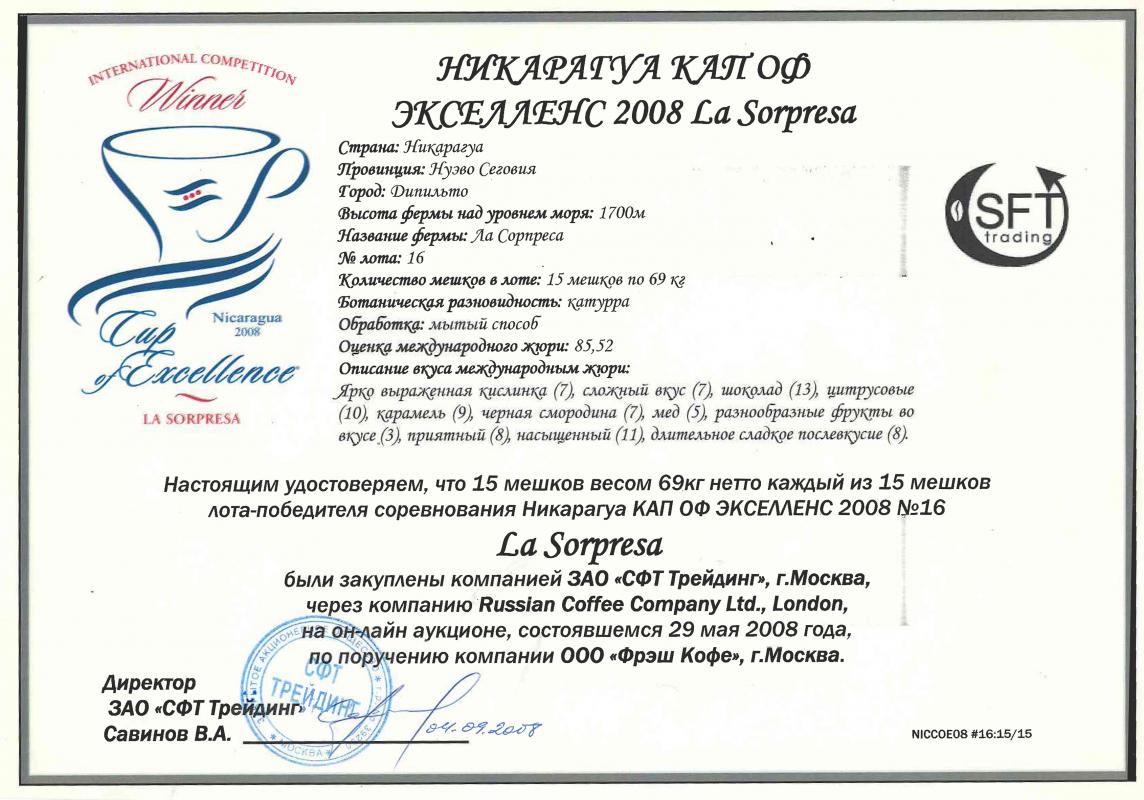 INTERNATIONAL COMPETITION
Winner
Nicaragua
2008
Cup
of Excellence
LA SORPRESA
НИКАРАГУА КАП ОФ
ЭКСЕЛЛЕНС 2008 La Sorpresa
Страна: Никарагуа
Провинция: Нуэво Сеговия
Город: Дипильто
Высота фермы над уровнем моря: 1700м
Название фермы: Ла Сорпреса
№ лота: 16
Количество мешков в лоте: 15 мешков по 69 кг
Ботаническая разновидность: катурра
Обработка: мытый способ
Оценка международного жюри: 85,52
Описание вкуса международным жюри:
Ярко выраженная кислинка (7), сложный вкус (7), шоколад (13), цитрусовые
(10), карамель (9), черная смородина (7), мед (5), разнообразные фрукты во
вкусе (3), приятный (8), насыщенный (11), длительное сладкое послевкусие (8).
SFT
trading
Настоящим удостоверяем, что 15 мешков весом 69кг нетто каждый из 15 мешков
лота-победителя соревнования Никарагуа КАП ОФ ЭКСЕЛЛЕНС 2008 №16
La Sorpresa
были закуплены компанией ЗАО «СФТ Трейдинг», г.Москва,
через компанию Russian Coffee Company Ltd., London,
на он-лайн аукционе, состоявшемся 29 мая 2008 года,
по поручению компании ООО «Фрэш Кофе», г.Москва.
Директор
ЗАО «СФТ Трейдинг»
Савинов В.А.
04.09.2008
АКЦИОНЕРНОЕ ОБЩЕСТВО
СФТ
ТРЕЙДИНГ
МОСКВА
NICCOE08 #16:15/15